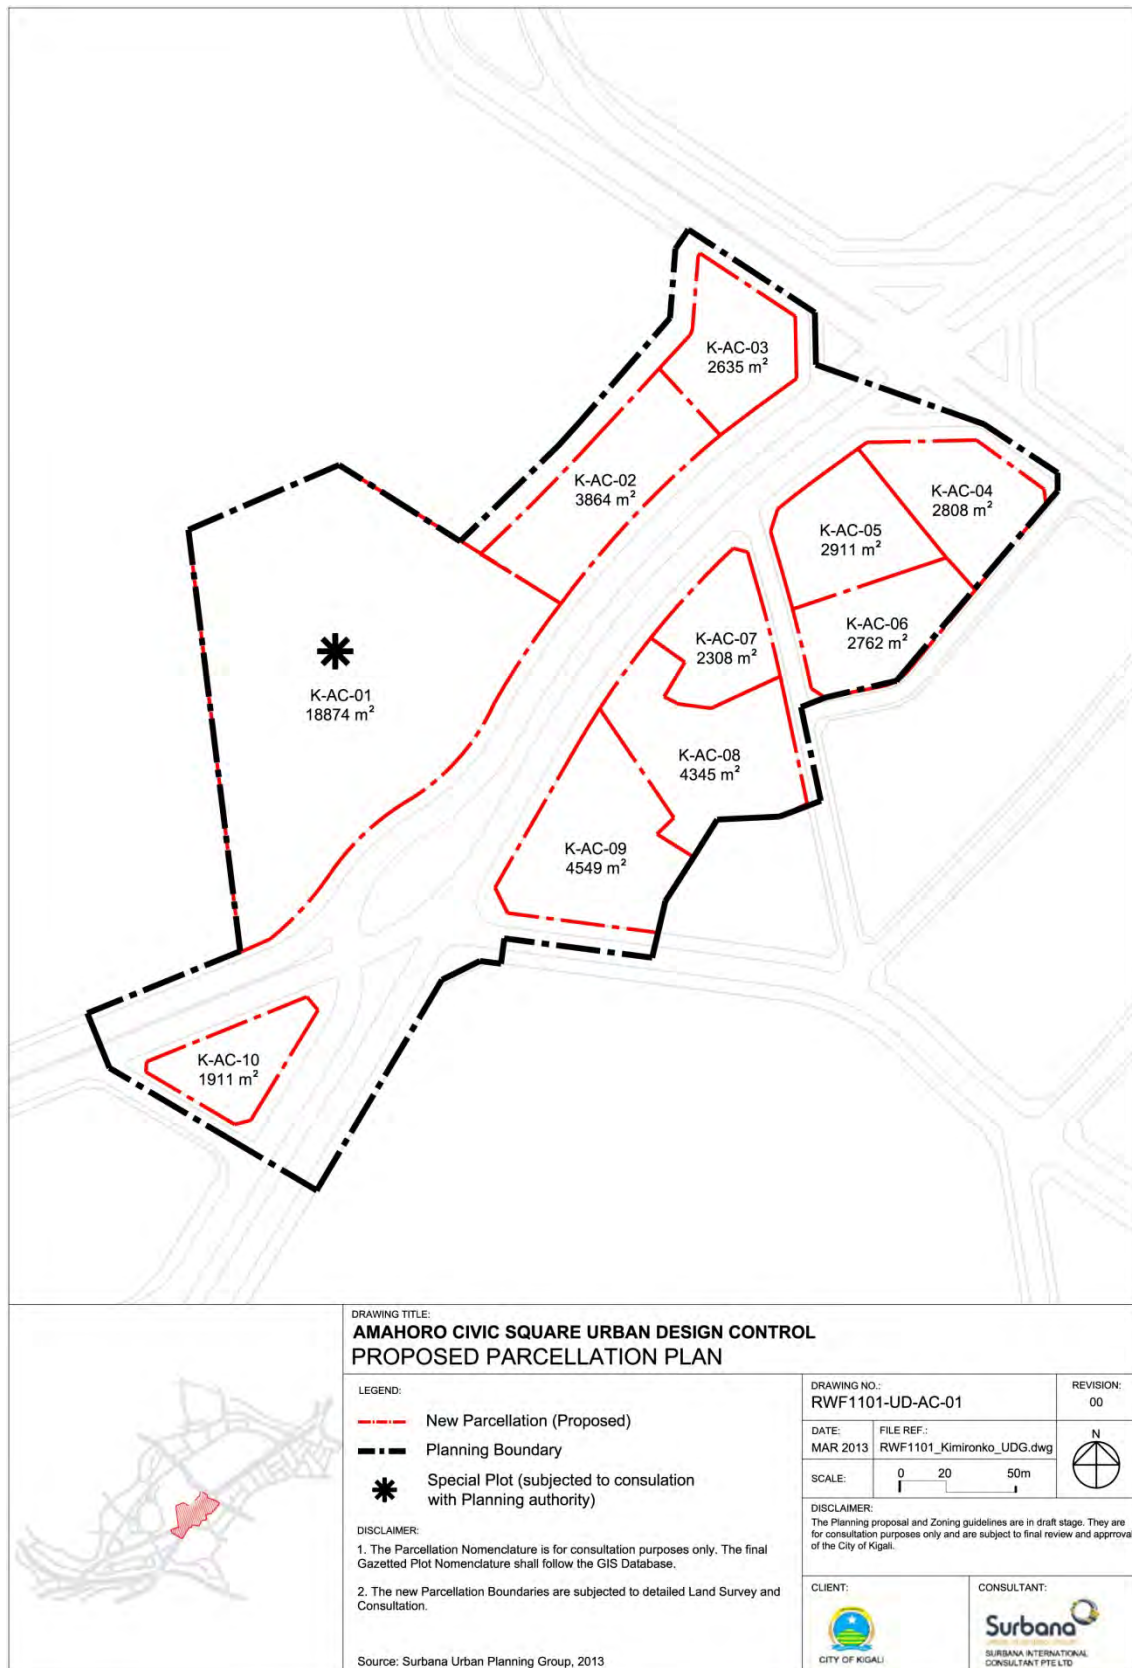 K-AC-03
2635 m²
K-AC-02
3864 m²
K-AC-04
2808 m²
K-AC-05
2911 m²
K-AC-06
2762 m²
K-AC-07
2308 m²
K-AC-01
18874 m²
K-AC-08
4345 m²
K-AC-09
4549 m²
K-AC-10
1911 m²
DRAWING TITLE:
AMAHORO CIVIC SQUARE URBAN DESIGN CONTROL
PROPOSED PARCELLATION PLAN
LEGEND:
New Parcellation (Proposed)
Planning Boundary
Special Plot (subjected to consulation
with Planning authority)
DISCLAIMER:
1. The Parcellation Nomenclature is for consultation purposes only. The final
Gazetted Plot Nomenclature shall follow the GIS Database.
2. The new Parcellation Boundaries are subjected to detailed Land Survey and
Consultation.
Source: Surbana Urban Planning Group, 2013
DRAWING NO.:
RWF1101-UD-AC-01
REVISION:
00
DATE:
MAR 2013
FILE REF.:
RWF1101_Kimironko_UDG.dwg
N
SCALE:
0 20 50m
DISCLAIMER:
The Planning proposal and Zoning guidelines are in draft stage. They are
for consultation purposes only and are subject to final review and approval
of the City of Kigali.
CLIENT:
CITY OF KIGALI
CONSULTANT:
Surbana
SURBANA INTERNATIONAL
CONSULTANT PTE LTD